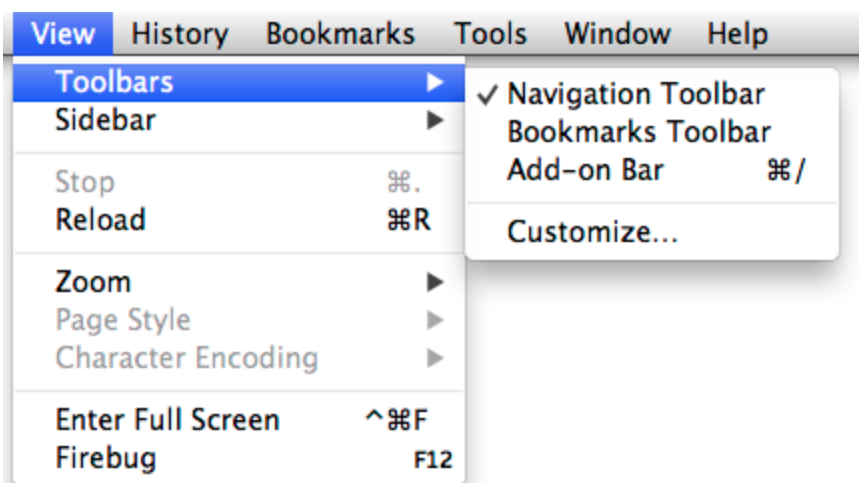 View History Bookmarks Tools Window Help
Toolbars ▶
Sidebar ▶
Stop ⌘.
Reload ⌘R
Zoom ▶
Page Style ▶
Character Encoding ▶
Enter Full Screen ^⌘F
Firebug F12
✓ Navigation Toolbar
Bookmarks Toolbar
Add-on Bar ⌘/
Customize...